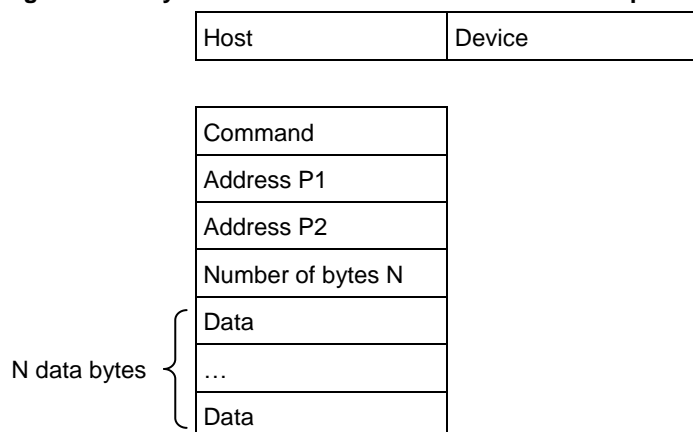 Host Device
Command
Address P1
Address P2
Number of bytes N
Data
N data bytes …
Data